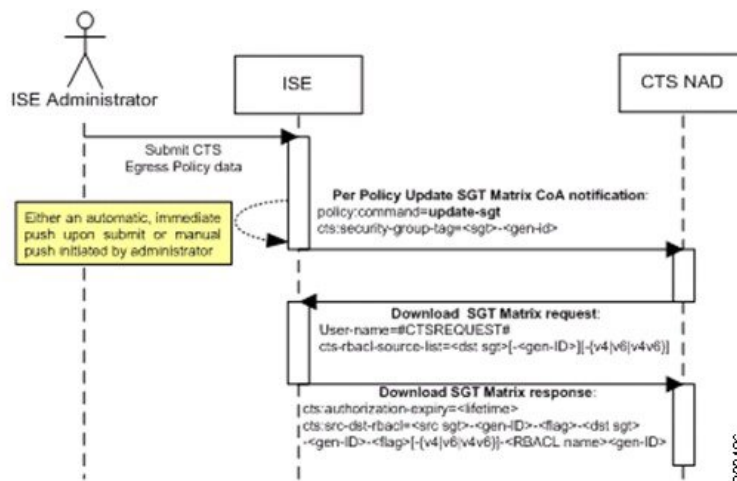 ISE Administrator
ISE
CTS NAD
Submit CTS
Egress Policy data
Either an automatic, immediate
push upon submit or manual
push initiated by administrator
Per Policy Update SGT Matrix CoA notification:
policy:command=update-sgt
cts:security-group-tag=<sgt>-<gen-id>
Download SGT Matrix request:
User-name=#CTSREQUEST#
cts-rbacl-source-list=<dst sgt>[-<gen-ID>][-{v4|v6|v4v6}]
Download SGT Matrix response:
cts:authorization-expiry=<lifetime>
cts:src-dst-rbacl=<src sgt>-<gen-ID>-<flag>-<dst sgt>
-<gen-ID>-<flag>[-{v4|v6|v4v6}]-<RBACL name><gen-ID>